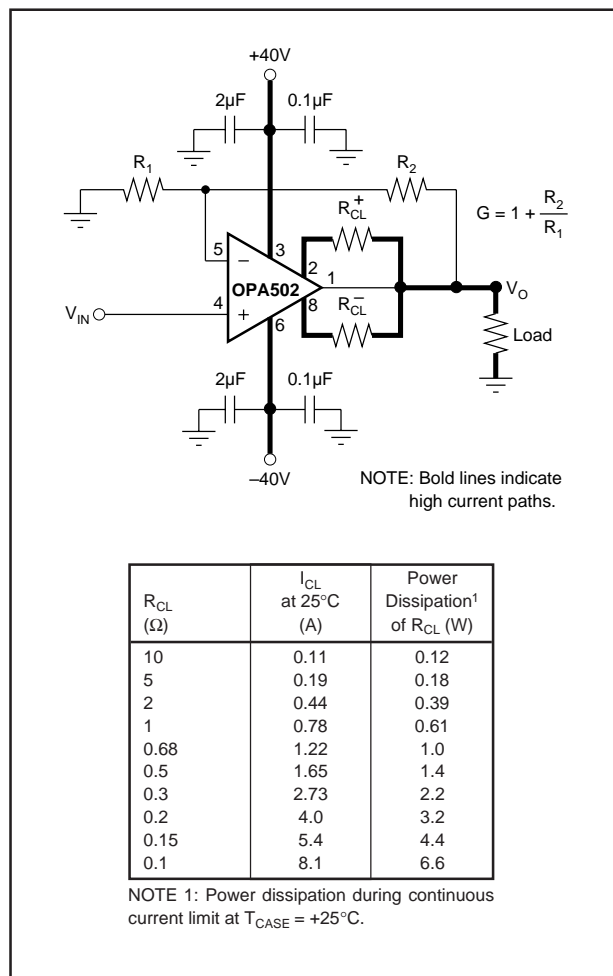 +40V
2µF 0.1µF
R1 R2
G = 1 + R2/R1
RCL+
5 – 3 2 1
OPA502
VO
VIN 4 + 6 8
RCL–
Load
2µF 0.1µF
–40V
NOTE: Bold lines indicate
high current paths.
RCL (Ω) ICL at 25°C (A) Power Dissipation1 of RCL (W)
10 0.11 0.12
5 0.19 0.18
2 0.44 0.39
1 0.78 0.61
0.68 1.22 1.0
0.5 1.65 1.4
0.3 2.73 2.2
0.2 4.0 3.2
0.15 5.4 4.4
0.1 8.1 6.6
NOTE 1: Power dissipation during continuous
current limit at TCASE = +25°C.